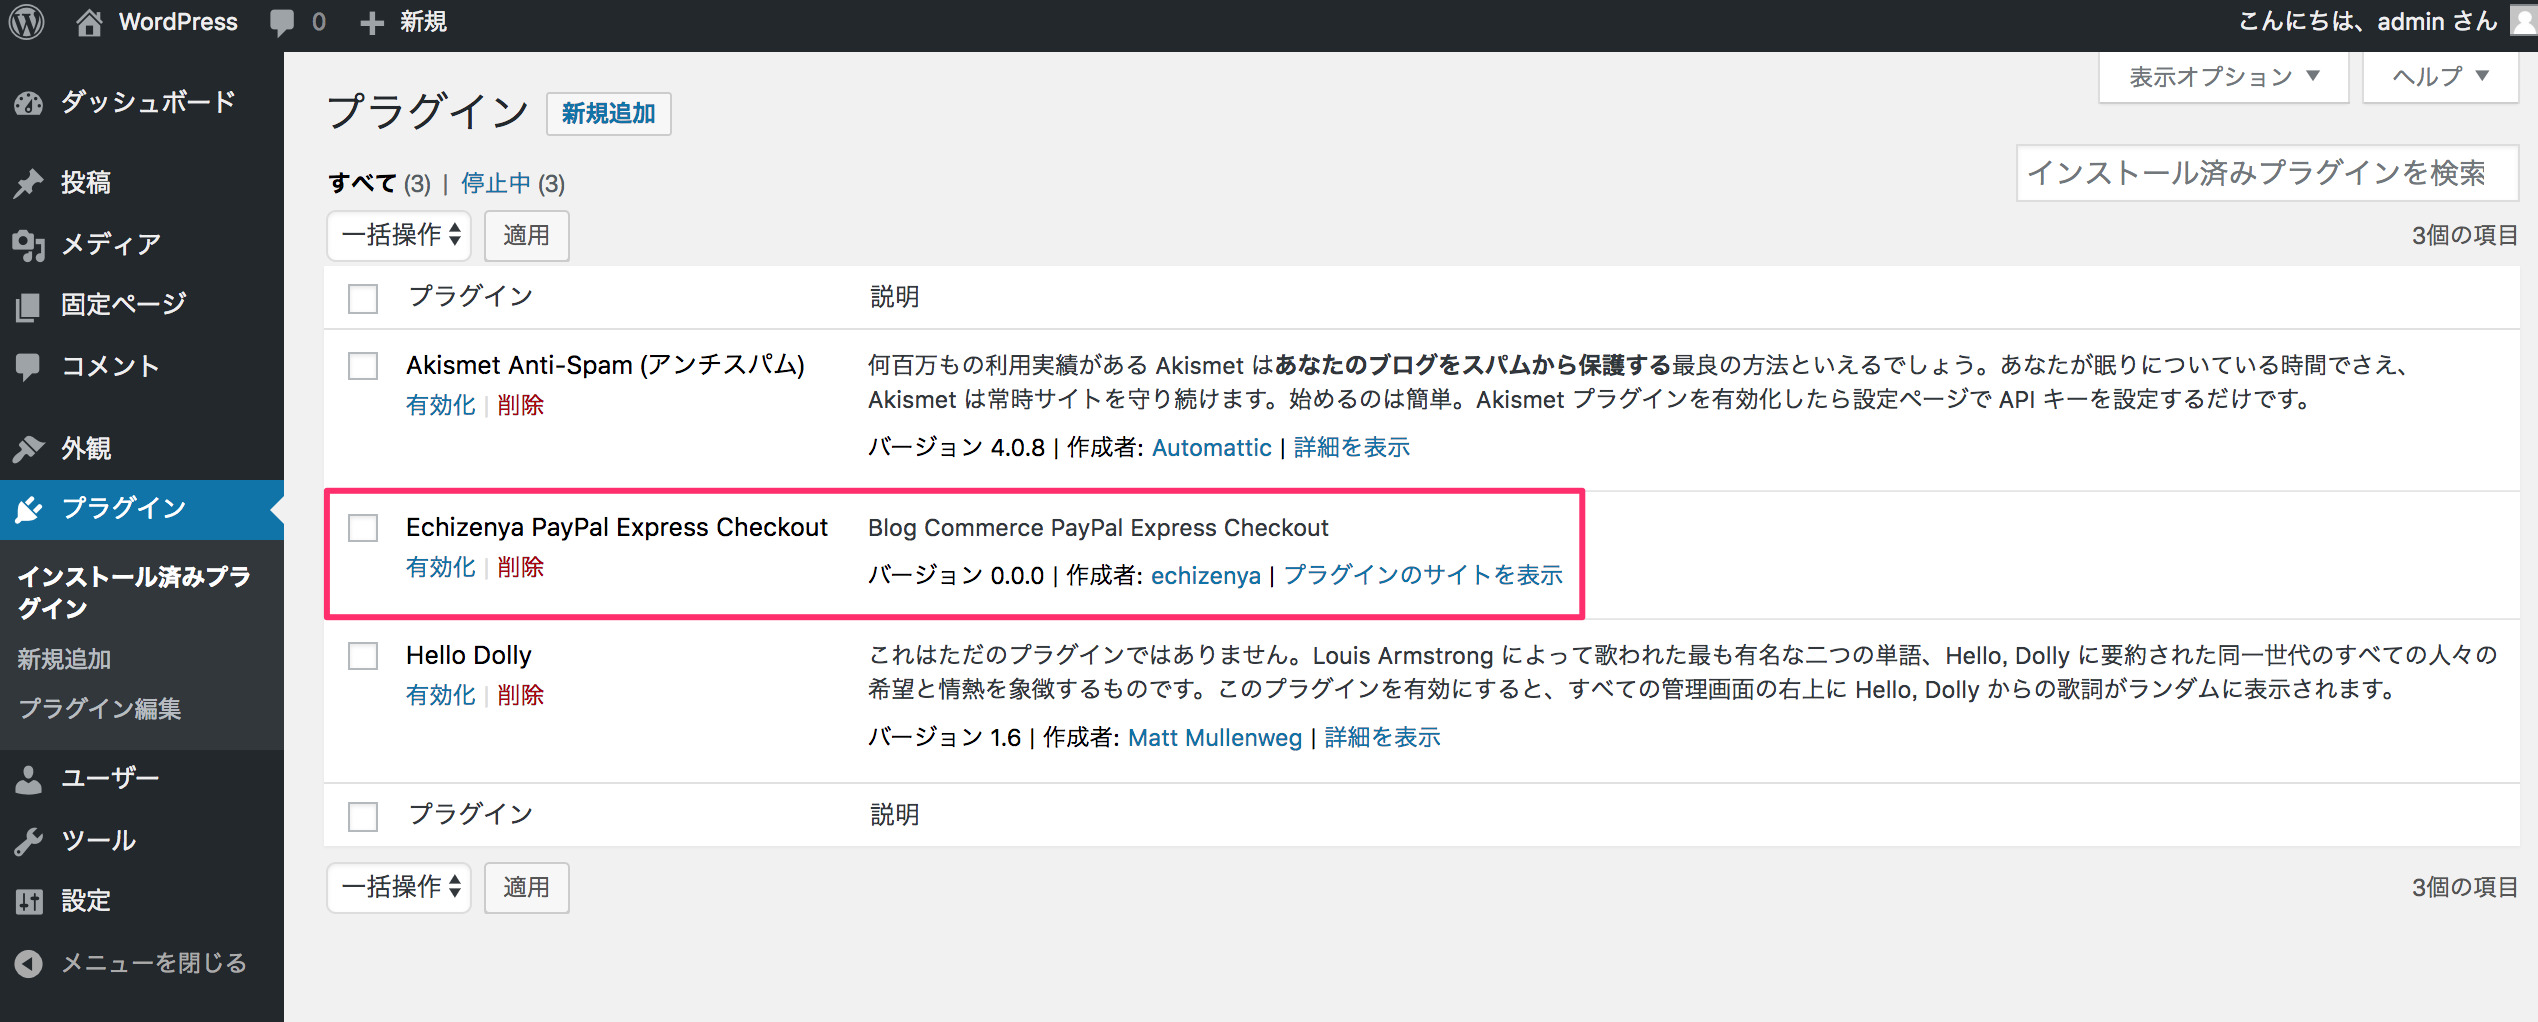 WordPress 0 新規 こんにちは、admin さん
ダッシュボード
投稿
メディア
固定ページ
コメント
外観
プラグイン
インストール済みプラ
グイン
新規追加
プラグイン編集
ユーザー
ツール
設定
メニューを閉じる
表示オプション ▼ ヘルプ ▼
プラグイン 新規追加
すべて (3) | 停止中 (3)
インストール済みプラグインを検索
一括操作 適用 3個の項目
プラグイン 説明
Akismet Anti-Spam (アンチスパム)
有効化 | 削除
何百万もの利用実績がある Akismet はあなたのブログをスパムから保護する最良の方法といえるでしょう。あなたが眠りについている時間でさえ、
Akismet は常時サイトを守り続けます。始めるのは簡単。Akismet プラグインを有効化したら設定ページで API キーを設定するだけです。
バージョン 4.0.8 | 作成者: Automattic | 詳細を表示
Echizenya PayPal Express Checkout
有効化 | 削除
Blog Commerce PayPal Express Checkout
バージョン 0.0.0 | 作成者: echizenya | プラグインのサイトを表示
Hello Dolly
有効化 | 削除
これはただのプラグインではありません。Louis Armstrong によって歌われた最も有名な二つの単語、Hello, Dolly に要約された同一世代のすべての人々の
希望と情熱を象徴するものです。このプラグインを有効にすると、すべての管理画面の右上に Hello, Dolly からの歌詞がランダムに表示されます。
バージョン 1.6 | 作成者: Matt Mullenweg | 詳細を表示
プラグイン 説明
一括操作 適用 3個の項目